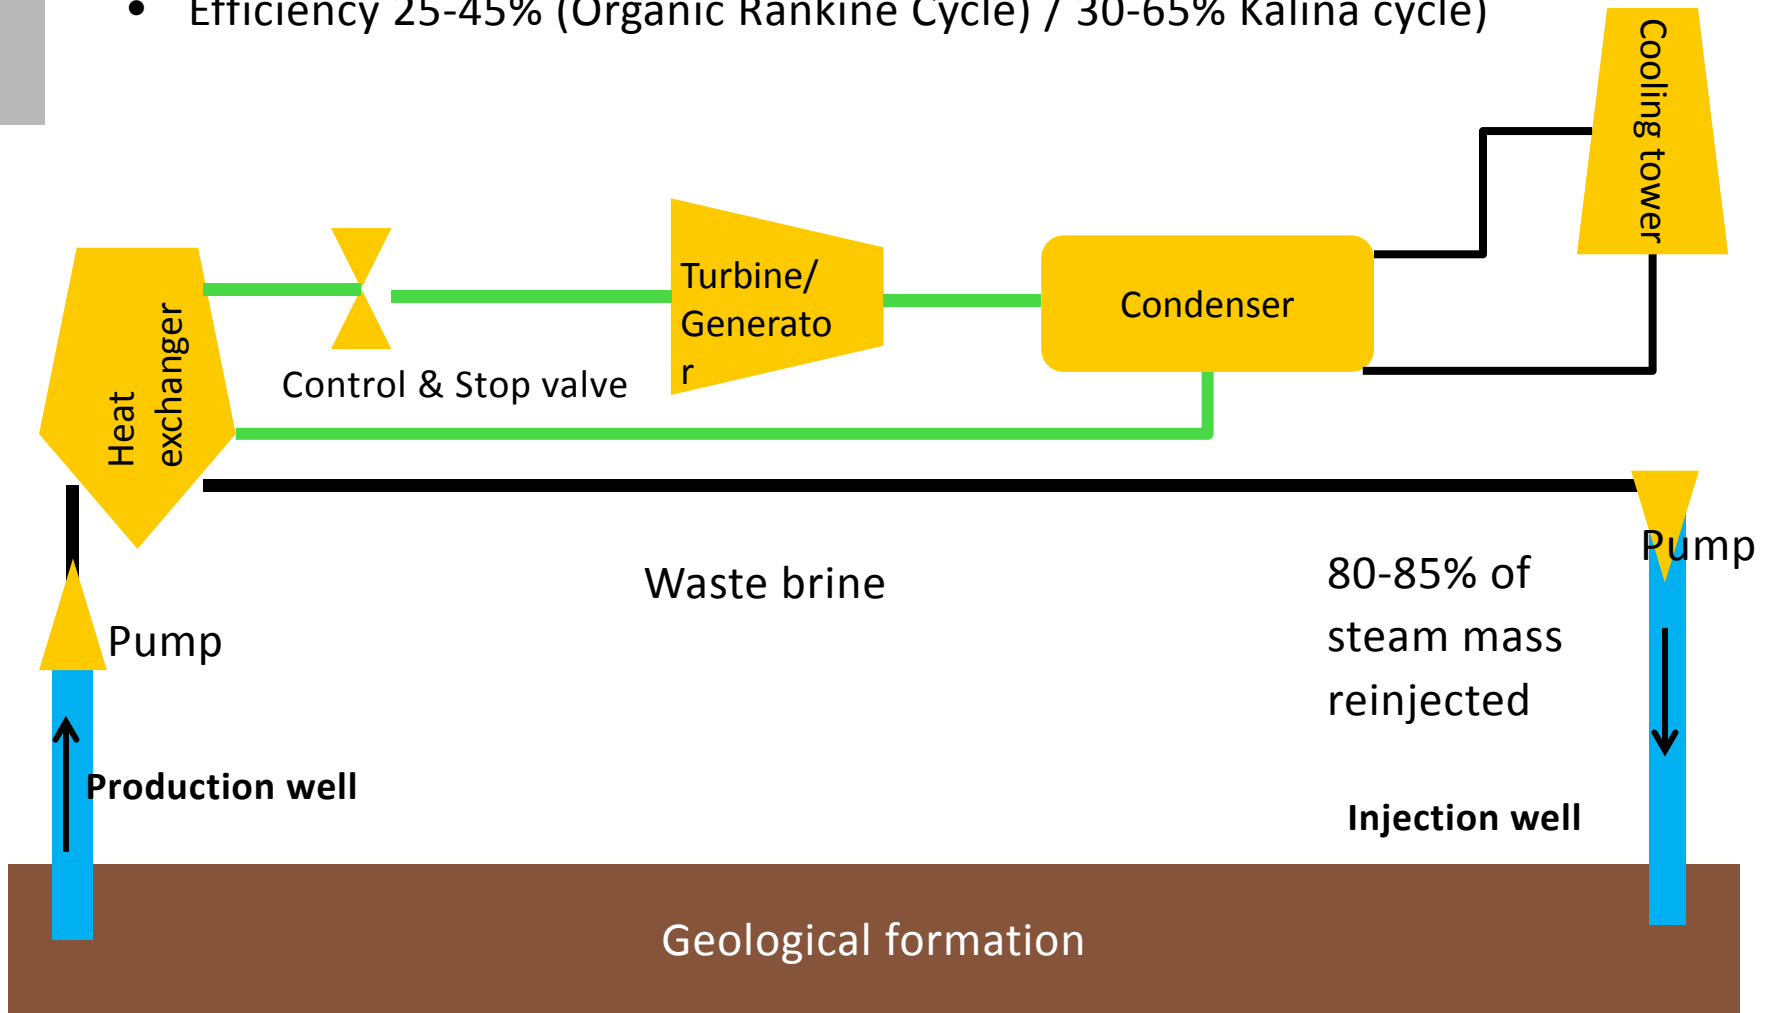 • Efficiency 25-45% (Organic Rankine Cycle) / 30-65% Kalina cycle)
Cooling tower
Turbine/
Generato
r
Condenser
Heat
exchanger
Control & Stop valve
Pump
Waste brine
80-85% of
steam mass
reinjected
Pump
Production well
Injection well
Geological formation